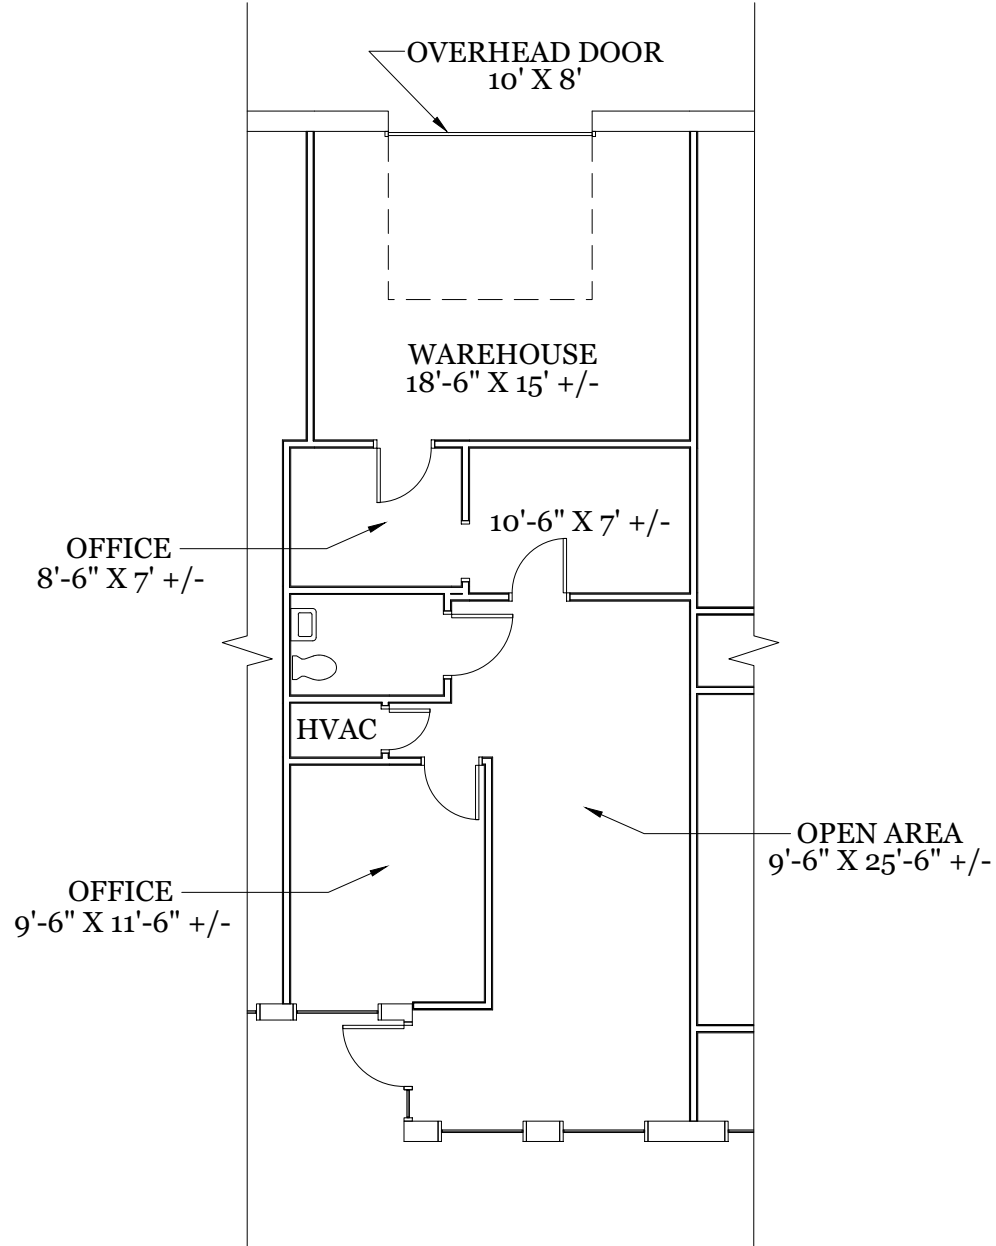 OVERHEAD DOOR
10' X 8'
WAREHOUSE
18'-6" X 15' +/-
10'-6" X 7' +/-
OFFICE
8'-6" X 7' +/-
HVAC
OPEN AREA
9'-6" X 25'-6" +/-
OFFICE
9'-6" X 11'-6" +/-